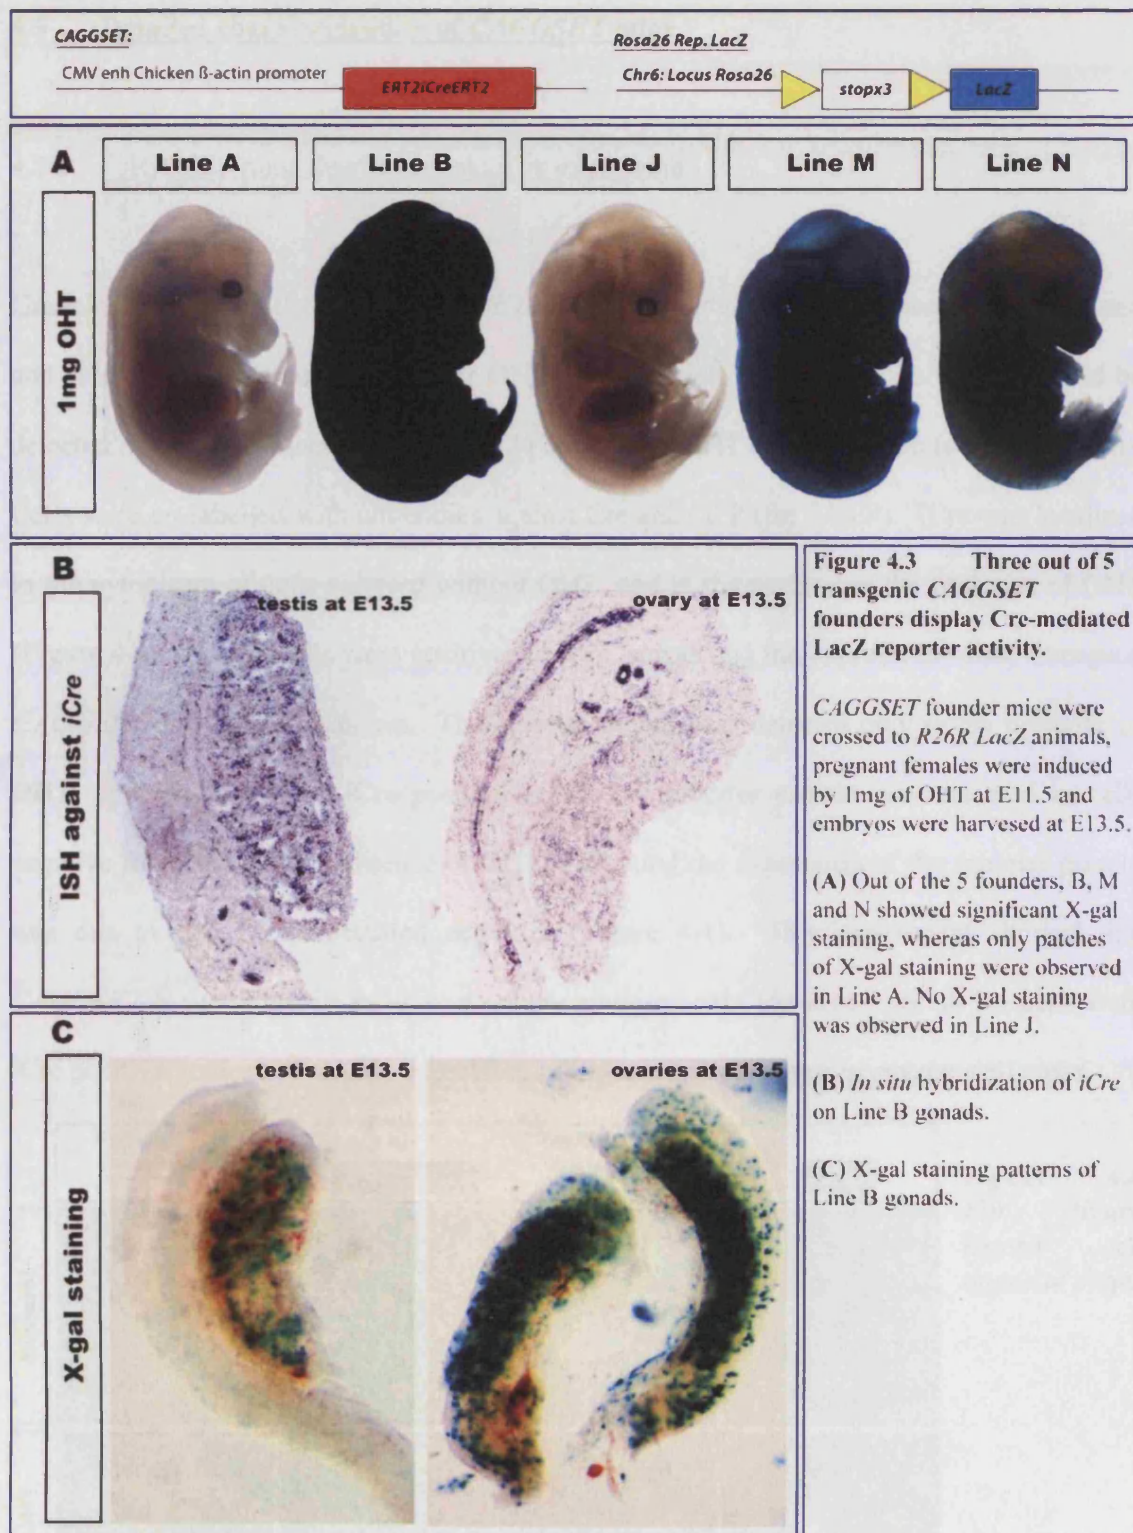 CAGGSET:
CMV enh Chicken ß-actin promoter
ERT2iCreERT2
Rosa26 Rep. LacZ
Chr6: Locus Rosa26
stopx3
LacZ
A
Line A
Line B
Line J
Line M
Line N
1mg OHT
B
ISH against iCre
testis at E13.5
ovary at E13.5
C
X-gal staining
testis at E13.5
ovaries at E13.5
Figure 4.3 Three out of 5
transgenic CAGGSET
founders display Cre-mediated
LacZ reporter activity.
CAGGSET founder mice were
crossed to R26R LacZ animals,
pregnant females were induced
by 1mg of OHT at E11.5 and
embryos were harvesed at E13.5.
(A) Out of the 5 founders, B, M
and N showed significant X-gal
staining, whereas only patches
of X-gal staining were observed
in Line A. No X-gal staining
was observed in Line J.
(B) In situ hybridization of iCre
on Line B gonads.
(C) X-gal staining patterns of
Line B gonads.